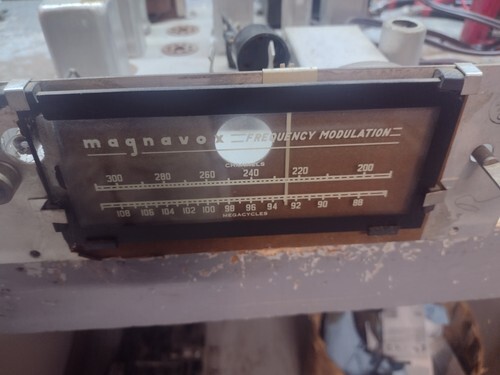 magnavox FREQUENCY MODULATION
CHANNELS
300 280 260 240 220 200
108 106 104 102 100 98 96 94 92 90 88
MEGACYCLES